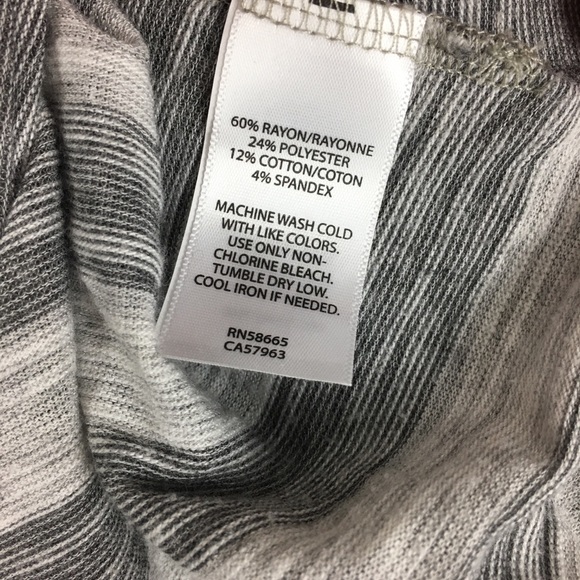 60% RAYON/RAYONNE
24% POLYESTER
12% COTTON/COTON
4% SPANDEX
MACHINE WASH COLD
WITH LIKE COLORS.
USE ONLY NON-
CHLORINE BLEACH.
TUMBLE DRY LOW.
COOL IRON IF NEEDED.
RN58665
CA57963